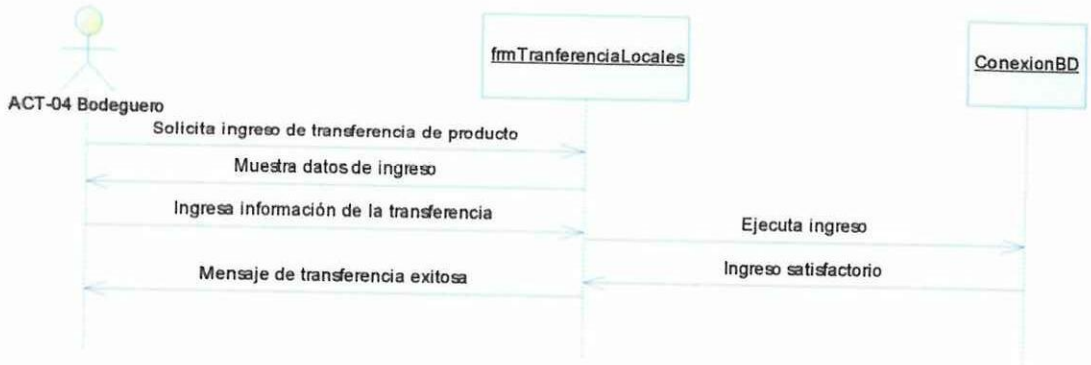 frmTranferenciaLocales
ConexionBD
ACT-04 Bodeguero
Solicita ingreso de transferencia de producto
Muestra datos de ingreso
Ingresa información de la transferencia
Ejecuta ingreso
Mensaje de transferencia exitosa
Ingreso satisfactorio